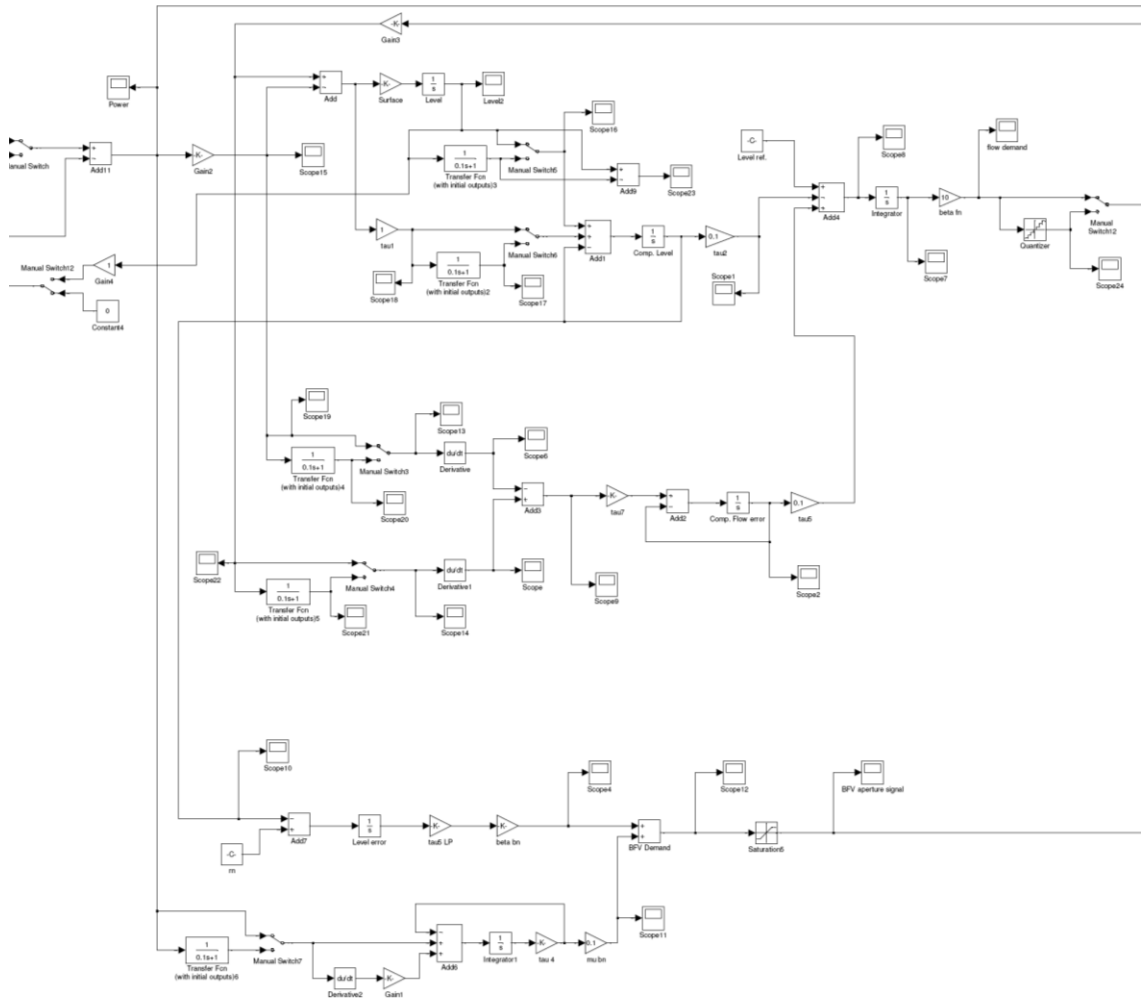 -K-
Gain3
+
−
Add
-K-
Surface
1
s
Level
Level2
Power
Manual Switch
+
−
Add11
-K-
Gain2
Scope15
1
0.1s+1
Transfer Fcn
(with initial outputs)3
Manual Switch5
Scope16
+
−
Add9
Scope23
-C-
Level ref.
Scope8
flow demand
+
−
+
Add4
1
s
Integrator
10
beta fn
Quantizer
Manual
Switch12
Scope7
Scope24
1
tau1
Scope18
1
0.1s+1
Transfer Fcn
(with initial outputs)2
Manual Switch6
Scope17
+
+
−
Add1
1
s
Comp. Level
0.1
tau2
Scope1
Manual Switch12
1
Gain4
0
Constant4
Scope19
1
0.1s+1
Transfer Fcn
(with initial outputs)4
Manual Switch3
Scope20
Scope13
du/dt
Derivative
Scope6
−
+
Add3
-K-
tau7
Add2
1
s
Comp. Flow error
0.1
tau5
Scope2
Scope22
1
0.1s+1
Transfer Fcn
(with initial outputs)5
Manual Switch4
Scope21
Scope14
du/dt
Derivative1
Scope
Scope9
Scope10
-C-
m
−
+
Add7
1
s
Level error
-K-
tau5 LP
-K-
beta bn
Scope4
+
+
BFV Demand
Scope12
Saturation5
BFV aperture signal
1
0.1s+1
Transfer Fcn
(with initial outputs)6
Manual Switch7
du/dt
Derivative2
-K-
Gain1
−
+
+
Add6
1
s
Integrator1
-K-
tau 4
0.1
mu bn
Scope11